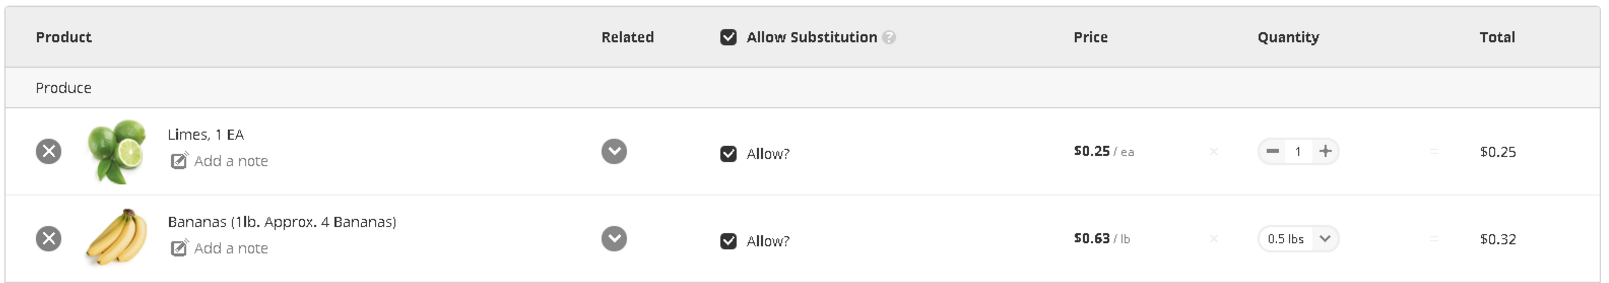 Product Related Allow Substitution ? Price Quantity Total
Produce
Limes, 1 EA
Add a note
Allow?
$0.25 / ea × − 1 + = $0.25
Bananas (1lb. Approx. 4 Bananas)
Add a note
Allow?
$0.63 / lb × 0.5 lbs = $0.32